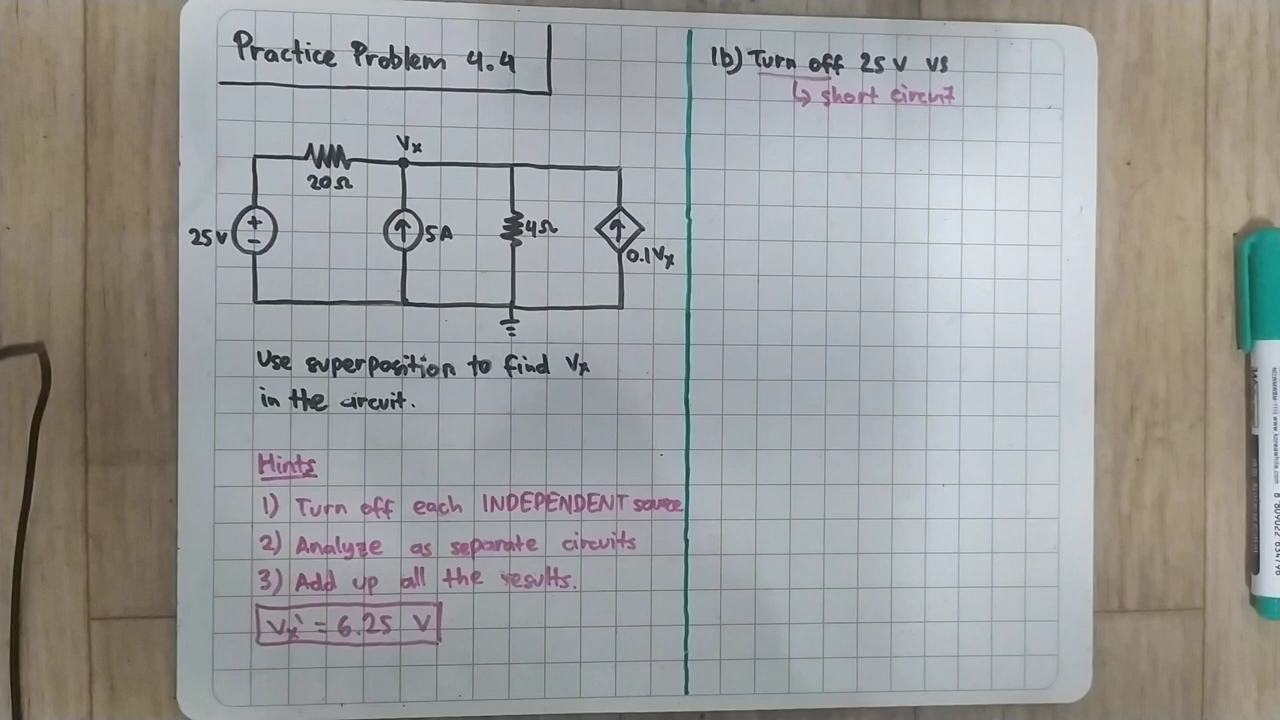 Practice Problem 4.4
Vx
20Ω
25V
+
−
5A
4Ω
0.1Vx
Use superposition to find Vx
in the circuit.
Hints
1) Turn off each INDEPENDENT source
2) Analyze as separate circuits
3) Add up all the results.
Vx' = 6.25 V
1b) Turn off 25 V VS
↳ short circuit